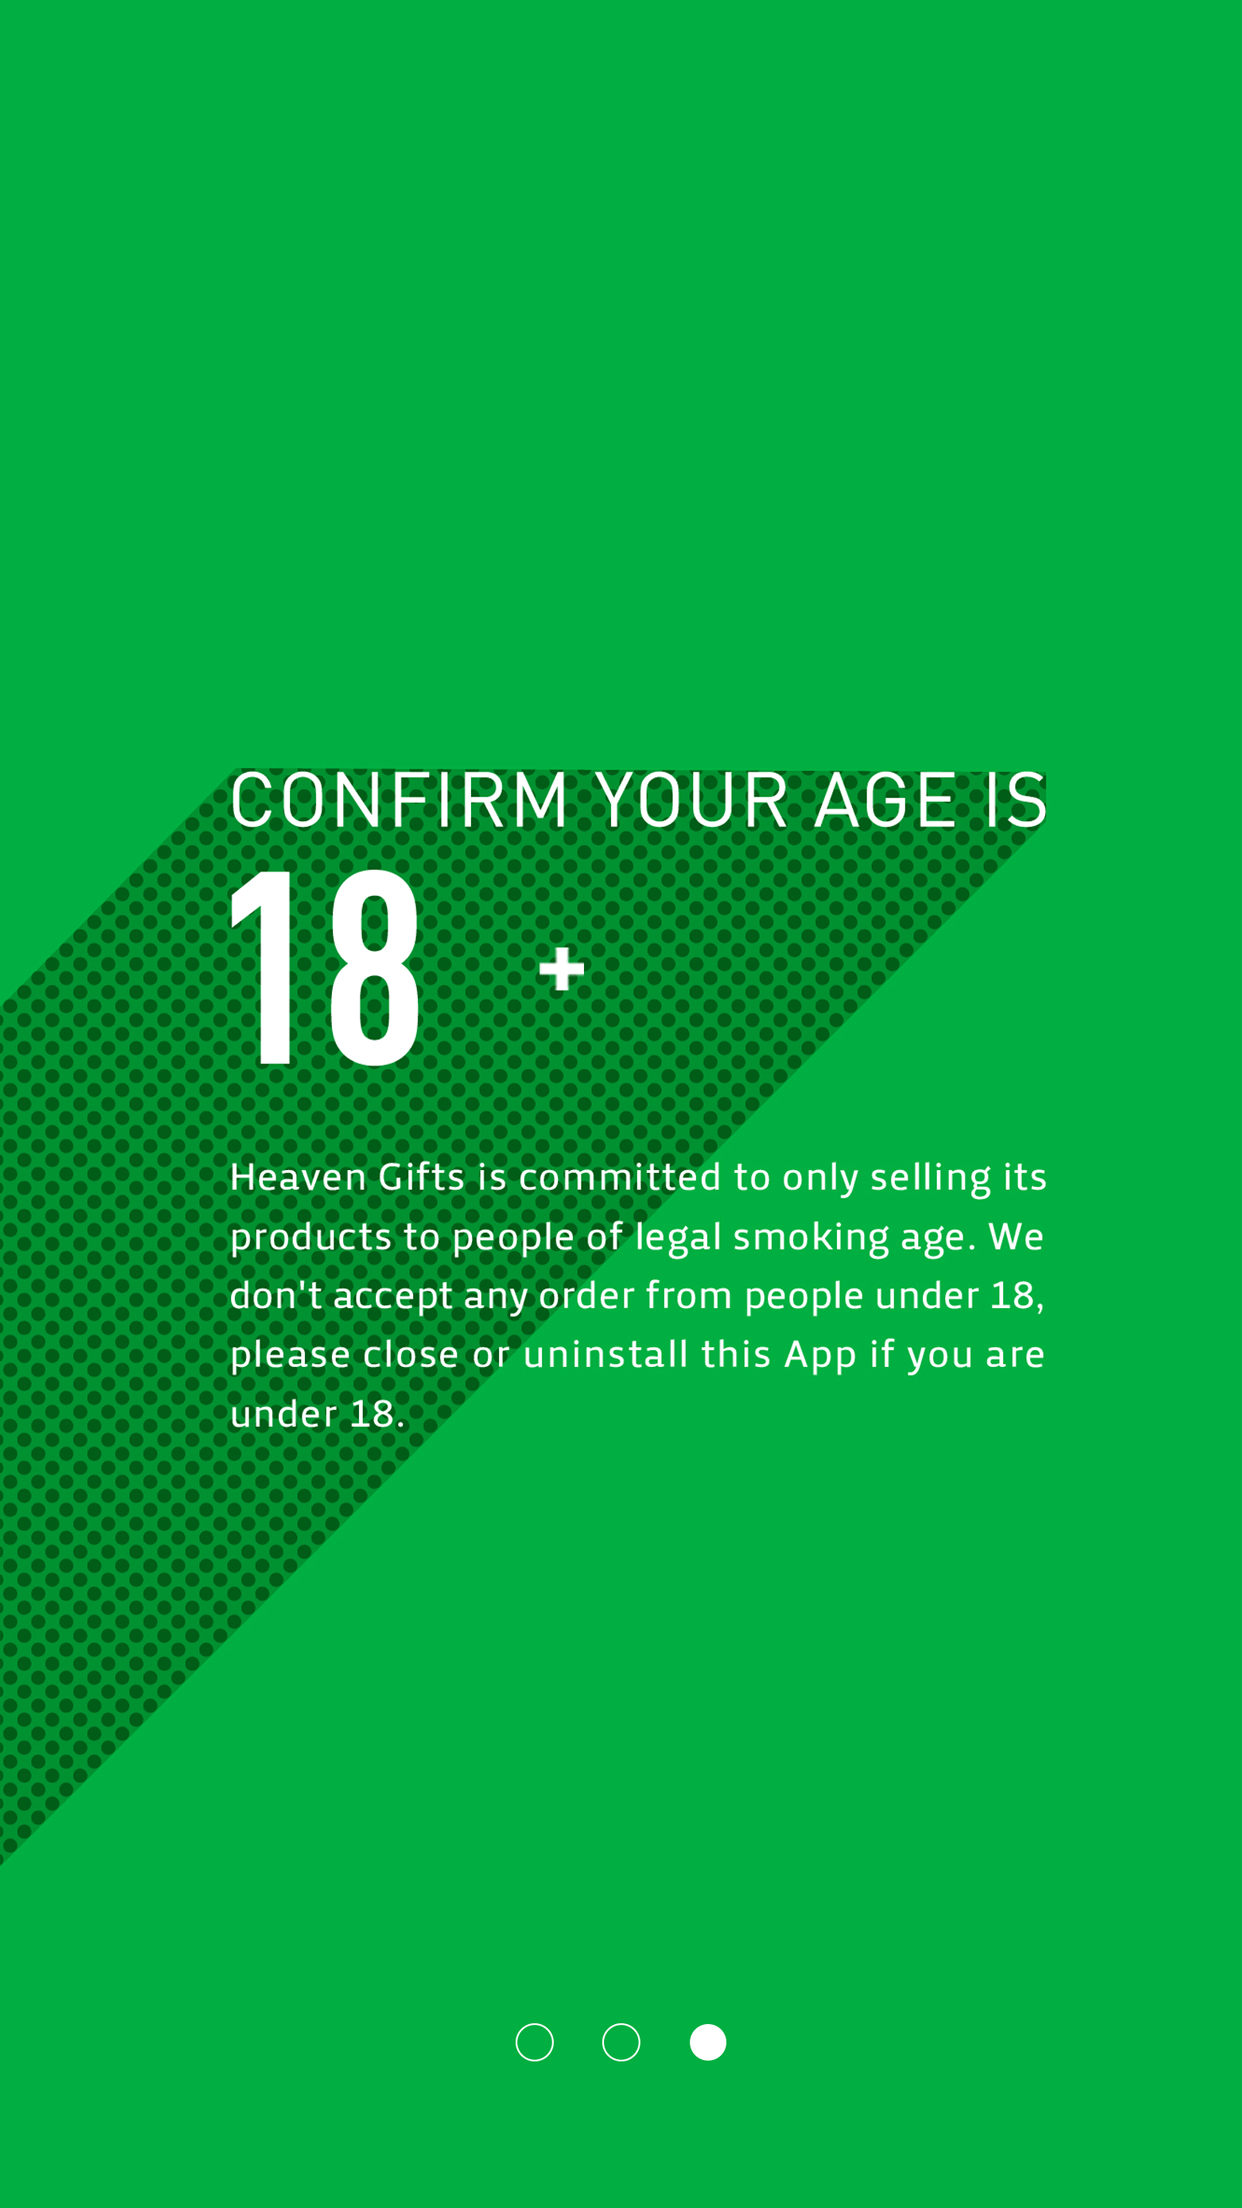 CONFIRM YOUR AGE IS
18 +
Heaven Gifts is committed to only selling its
products to people of legal smoking age. We
don't accept any order from people under 18,
please close or uninstall this App if you are
under 18.